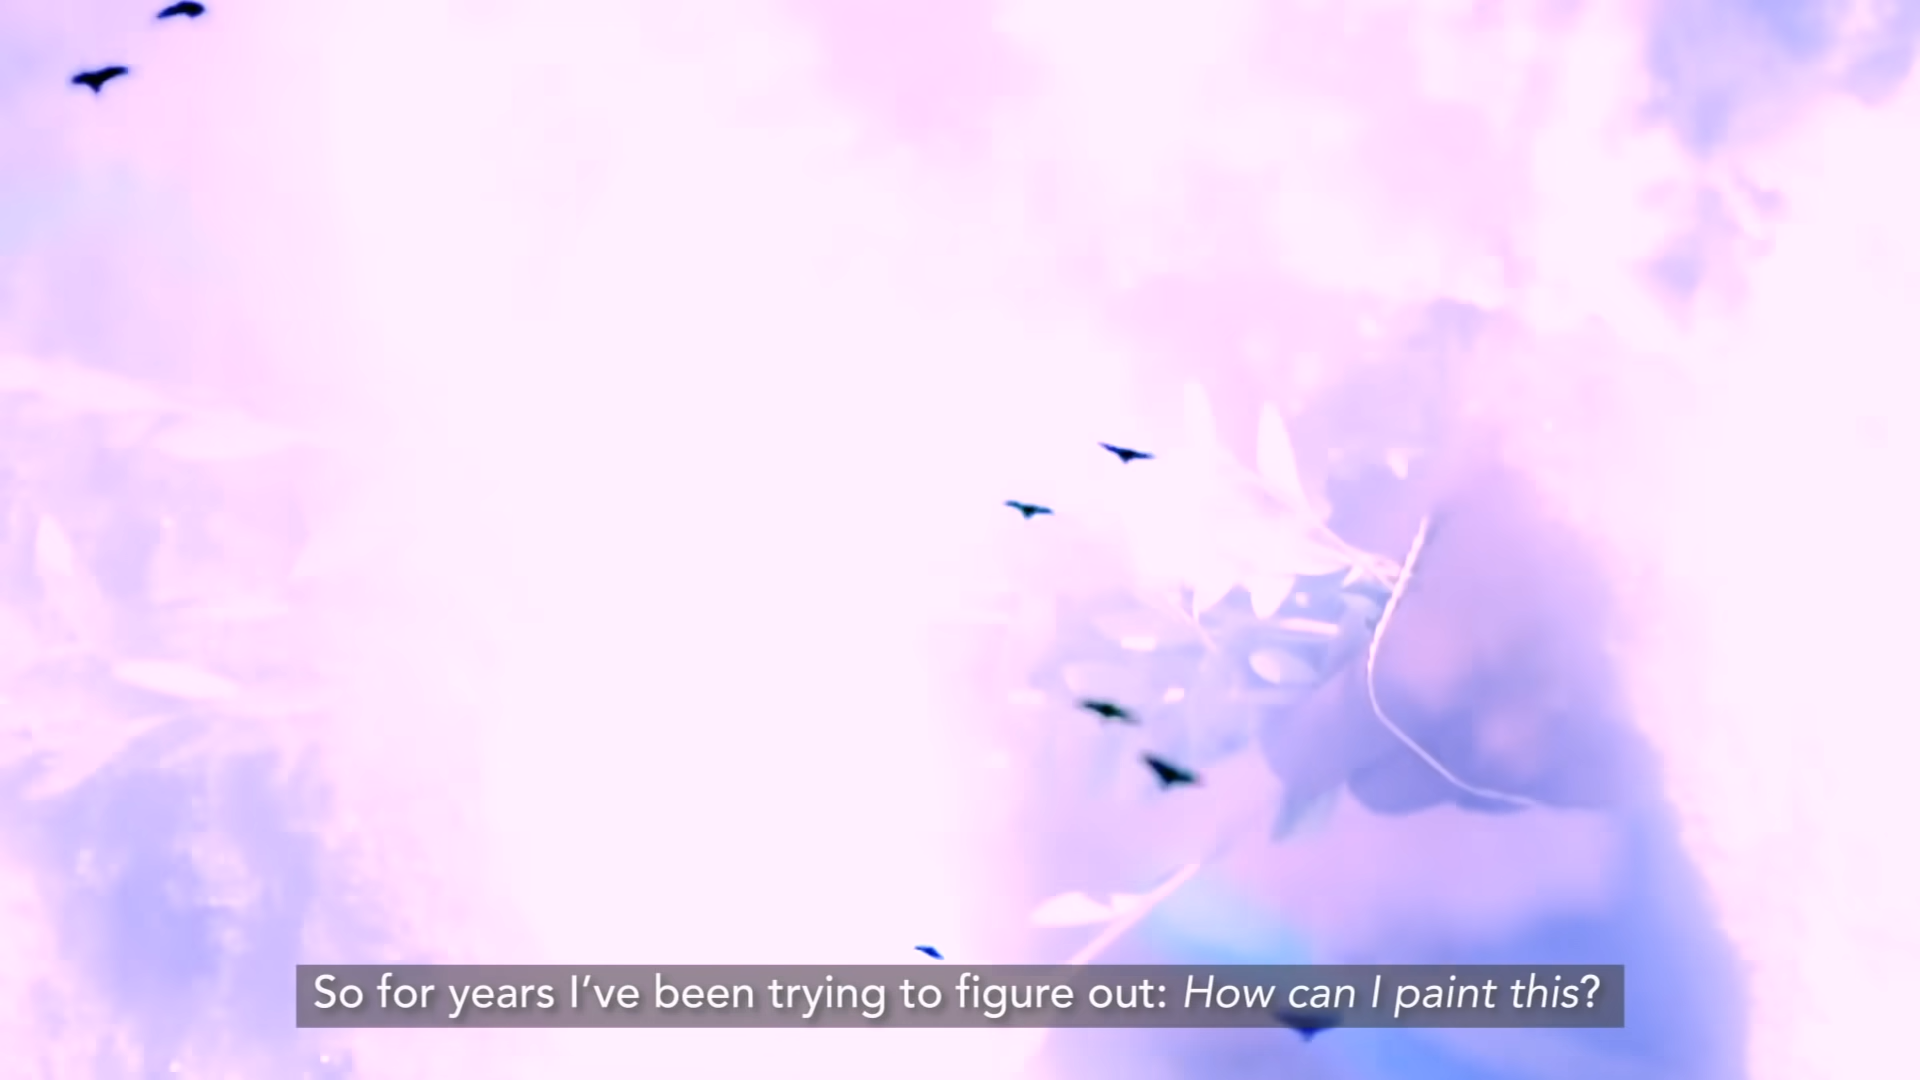 So for years I’ve been trying to figure out: How can I paint this?